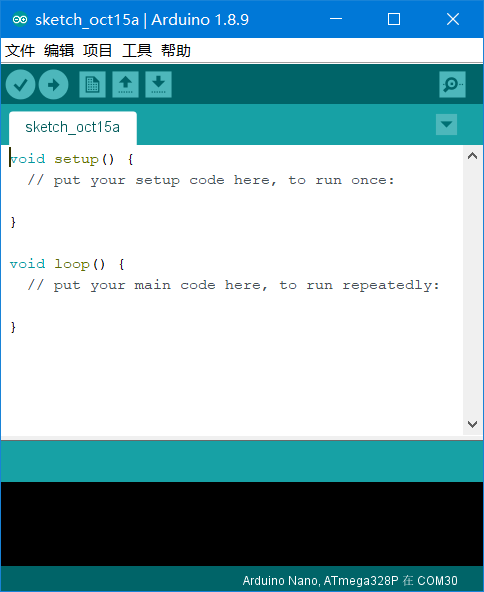 sketch_oct15a | Arduino 1.8.9
文件 编辑 项目 工具 帮助
sketch_oct15a
void setup() {
  // put your setup code here, to run once:
}
void loop() {
  // put your main code here, to run repeatedly:
}
Arduino Nano, ATmega328P 在 COM30